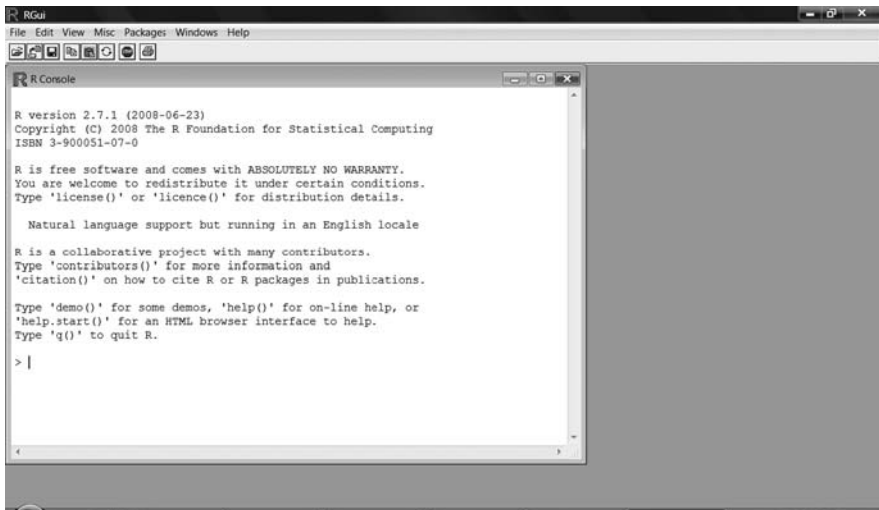 RGui
File Edit View Misc Packages Windows Help
R Console
R version 2.7.1 (2008-06-23)
Copyright (C) 2008 The R Foundation for Statistical Computing
ISBN 3-900051-07-0
R is free software and comes with ABSOLUTELY NO WARRANTY.
You are welcome to redistribute it under certain conditions.
Type 'license()' or 'licence()' for distribution details.
Natural language support but running in an English locale
R is a collaborative project with many contributors.
Type 'contributors()' for more information and
'citation()' on how to cite R or R packages in publications.
Type 'demo()' for some demos, 'help()' for on-line help, or
'help.start()' for an HTML browser interface to help.
Type 'q()' to quit R.
>